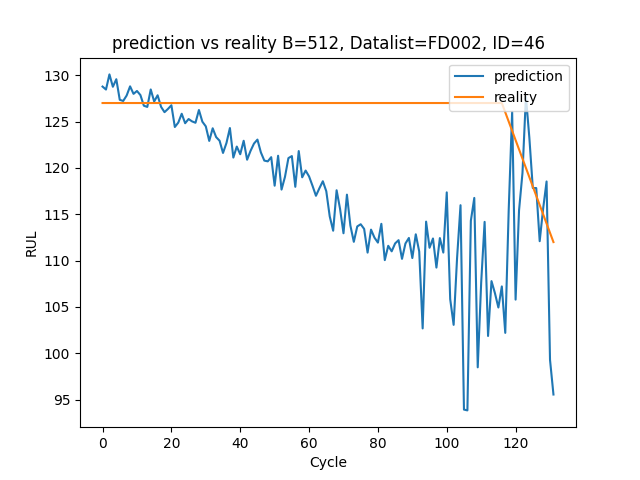 prediction vs reality B=512, Datalist=FD002, ID=46
prediction
reality
RUL
130
125
120
115
110
105
100
95
0 20 40 60 80 100 120
Cycle